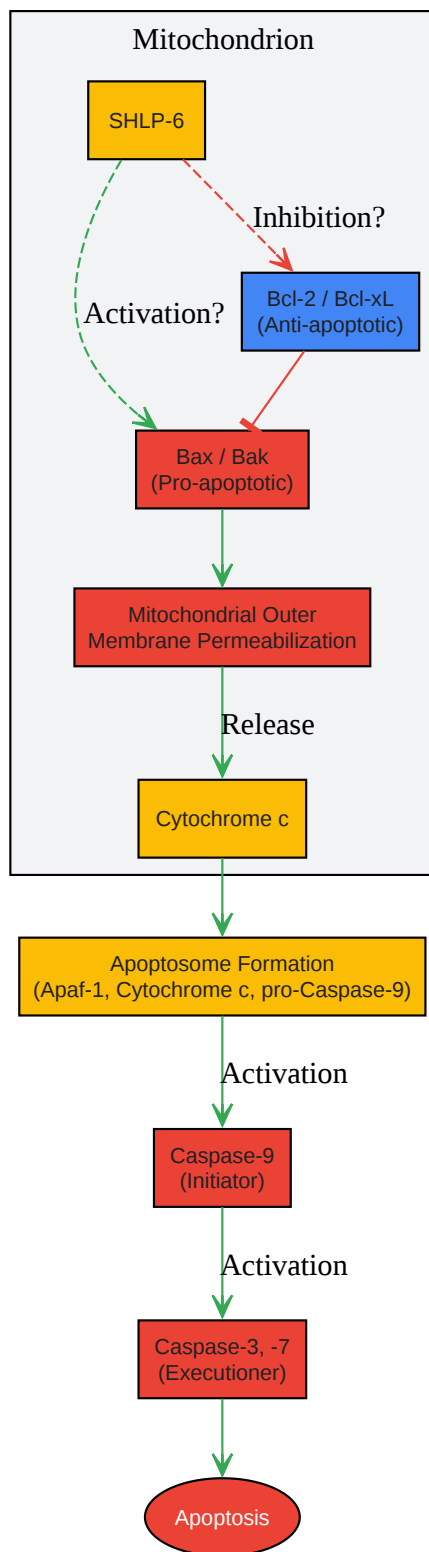 Mitochondrion
SHLP-6
Inhibition?
Bcl-2 / Bcl-xL
(Anti-apoptotic)
Activation?
Bax / Bak
(Pro-apoptotic)
Mitochondrial Outer
Membrane Permeabilization
Release
Cytochrome c
Apoptosome Formation
(Apaf-1, Cytochrome c, pro-Caspase-9)
Activation
Caspase-9
(Initiator)
Activation
Caspase-3, -7
(Executioner)
Apoptosis